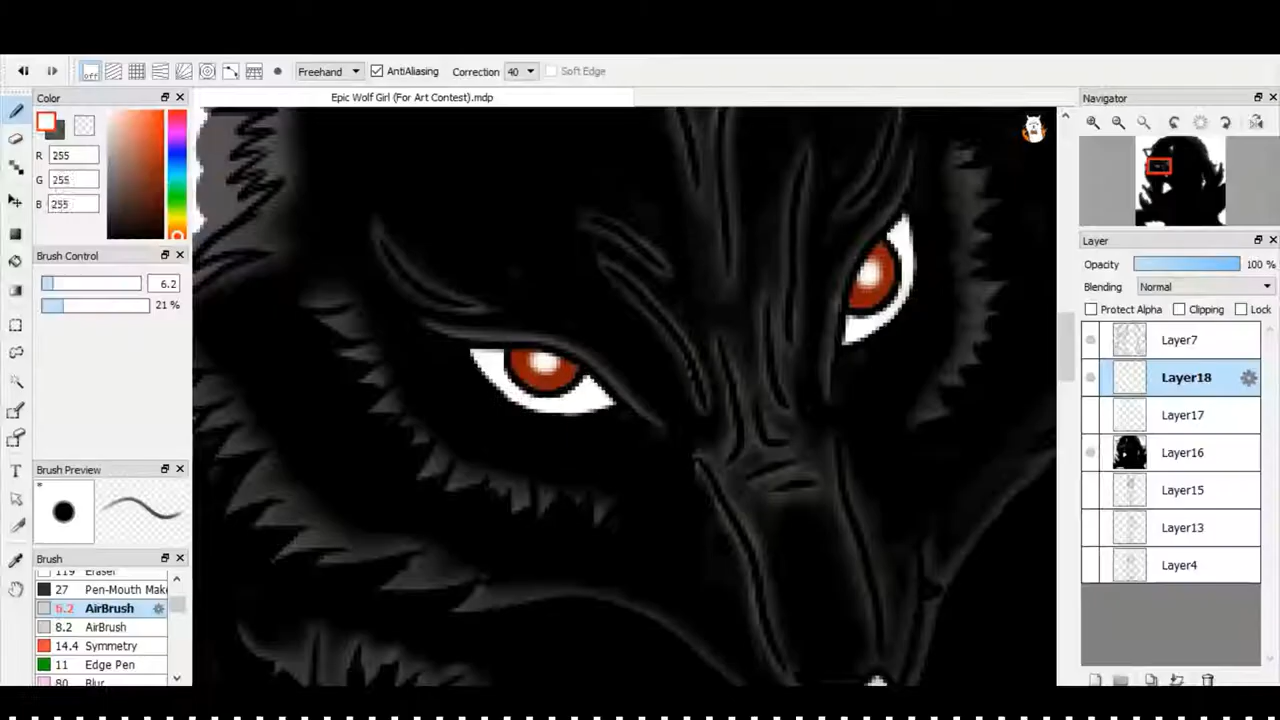 off
Freehand
AntiAliasing
Correction
40
Soft Edge
Color
Epic Wolf Girl (For Art Contest).mdp
Navigator
R 255
G 255
B 255
Brush Control
6.2
21 %
Layer
Opacity
100 %
Blending
Normal
Protect Alpha
Clipping
Lock
Layer7
Layer18
Layer17
Layer16
Layer15
Layer13
Layer4
Brush Preview
*
Brush
119 Eraser
27 Pen-Mouth Make
6.2 AirBrush
8.2 AirBrush
14.4 Symmetry
11 Edge Pen
80 Blur
T